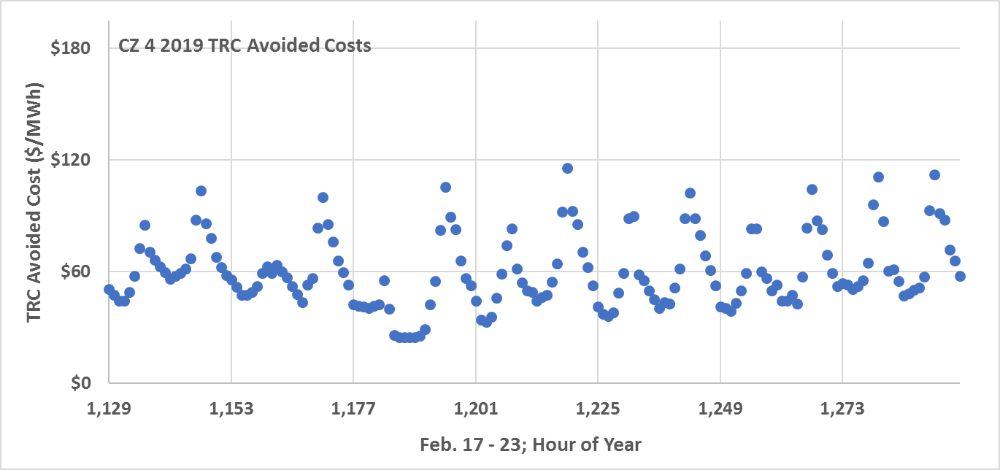 CZ 4 2019 TRC Avoided Costs
TRC Avoided Cost ($/MWh)
$180
$120
$60
$0
1,129 1,153 1,177 1,201 1,225 1,249 1,273
Feb. 17 - 23; Hour of Year